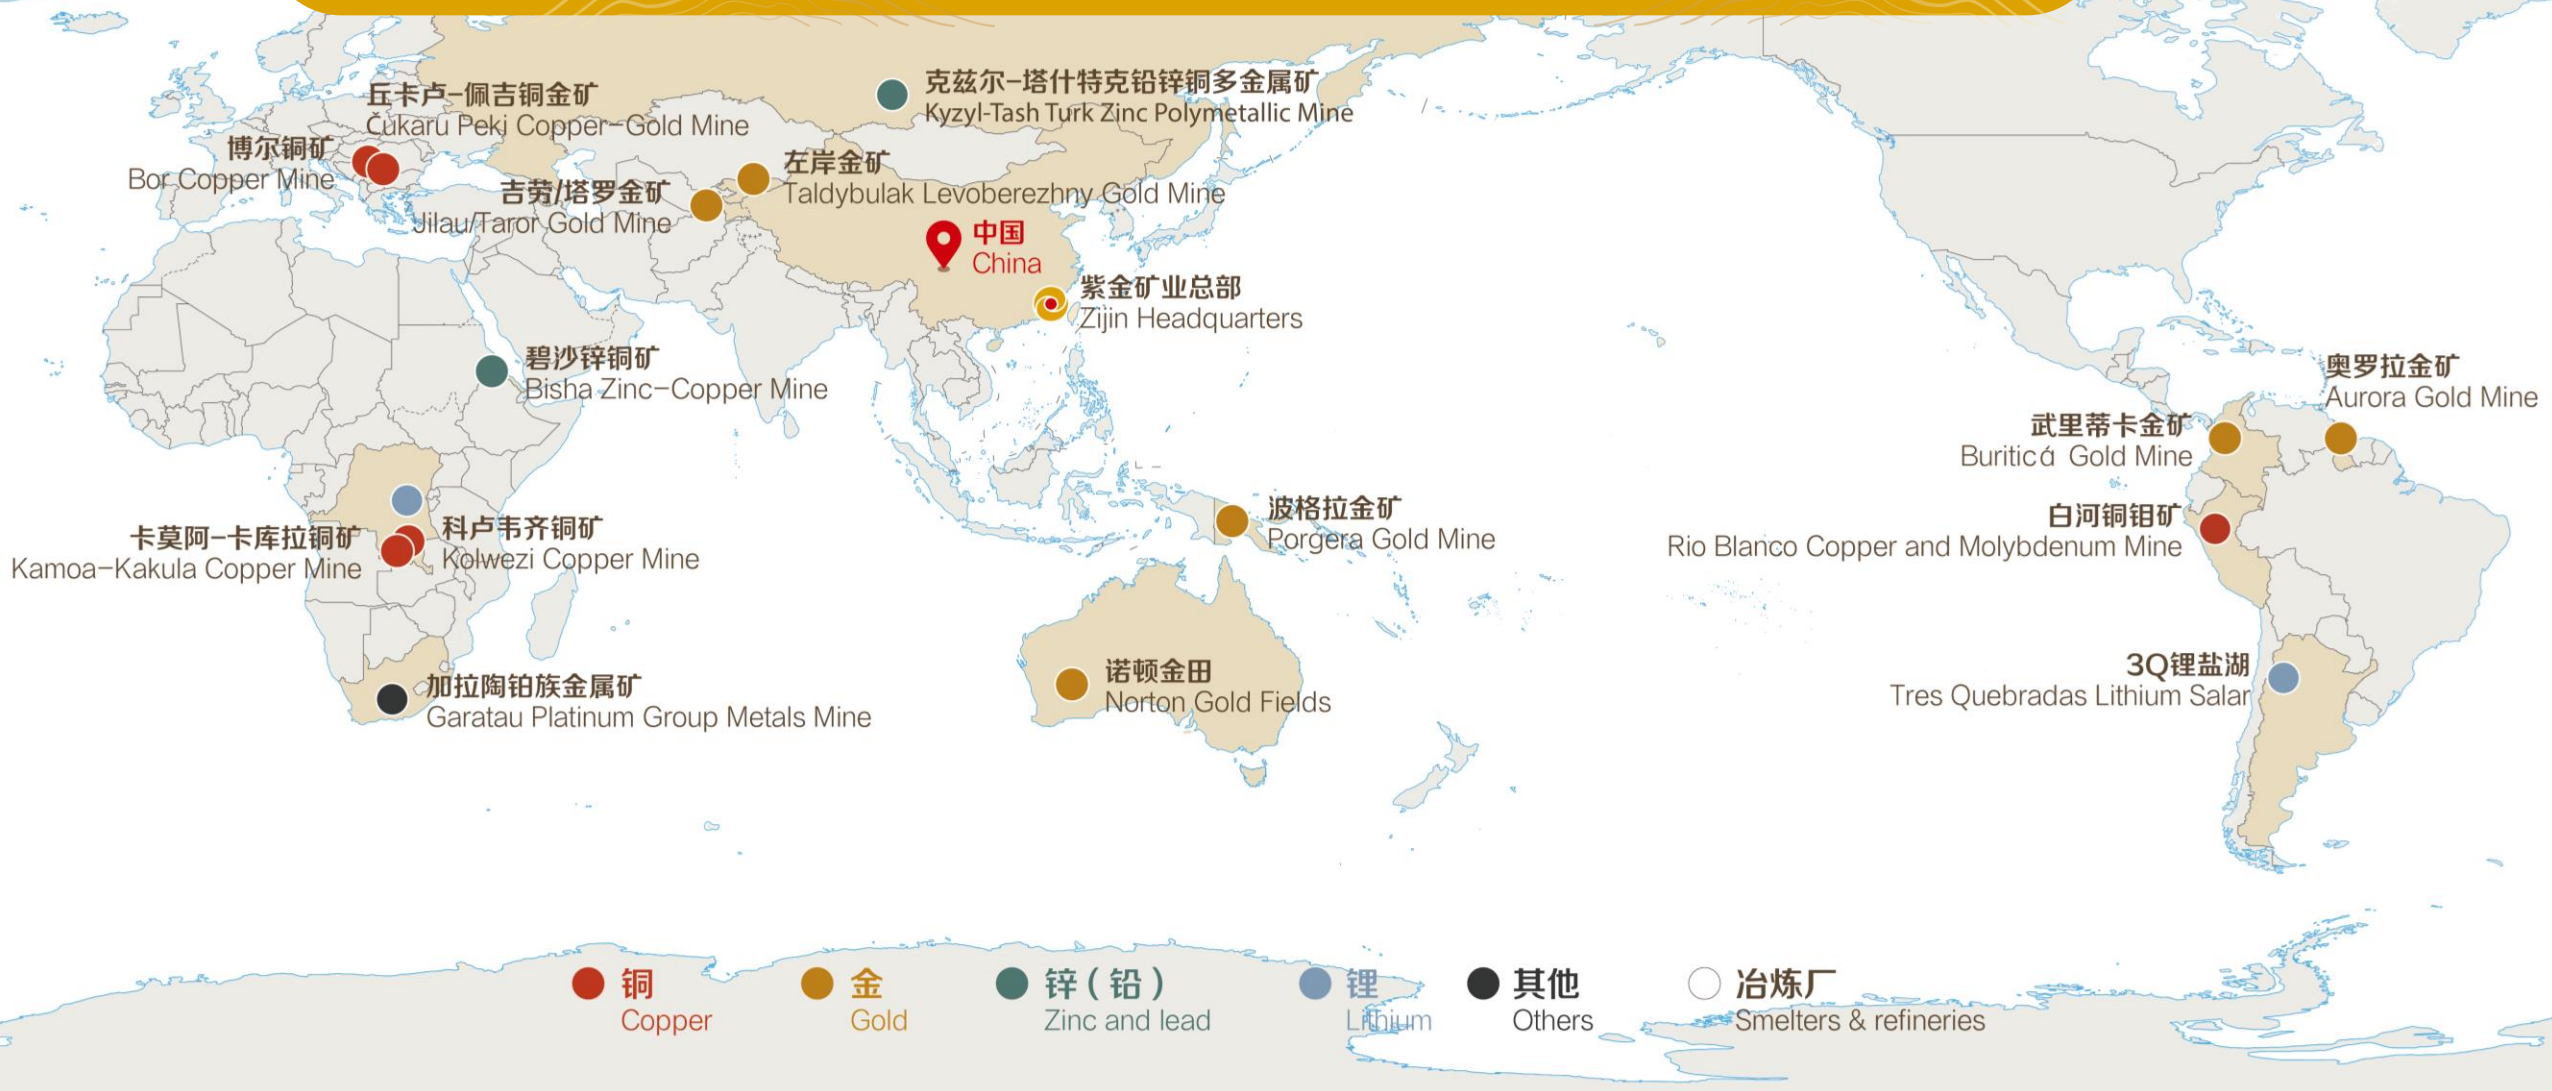 克兹尔-塔什特克铅锌铜多金属矿
Kyzyl-Tash Turk Zinc Polymetallic Mine
丘卡卢-佩吉铜金矿
Čukaru Peki Copper-Gold Mine
博尔铜矿
Bor Copper Mine
左岸金矿
Taldybulak Levoberezhny Gold Mine
吉劳/塔罗金矿
Jilau/Taror Gold Mine
中国
China
紫金矿业总部
Zijin Headquarters
碧沙锌铜矿
Bisha Zinc-Copper Mine
奥罗拉金矿
Aurora Gold Mine
武里蒂卡金矿
Buriticá Gold Mine
波格拉金矿
Porgera Gold Mine
白河铜钼矿
Rio Blanco Copper and Molybdenum Mine
卡莫阿-卡库拉铜矿
Kamoa-Kakula Copper Mine
科卢韦齐铜矿
Kolwezi Copper Mine
诺顿金田
Norton Gold Fields
3Q锂盐湖
Tres Quebradas Lithium Salar
加拉陶铂族金属矿
Garatau Platinum Group Metals Mine
铜
Copper
金
Gold
锌（铅）
Zinc and lead
锂
Lithium
其他
Others
冶炼厂
Smelters & refineries